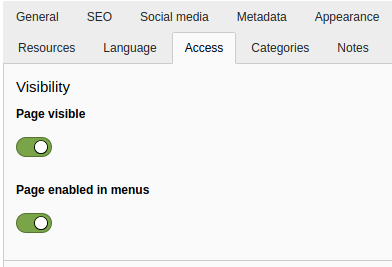 General SEO Social media Metadata Appearance
Resources Language Access Categories Notes
Visibility
Page visible
Page enabled in menus